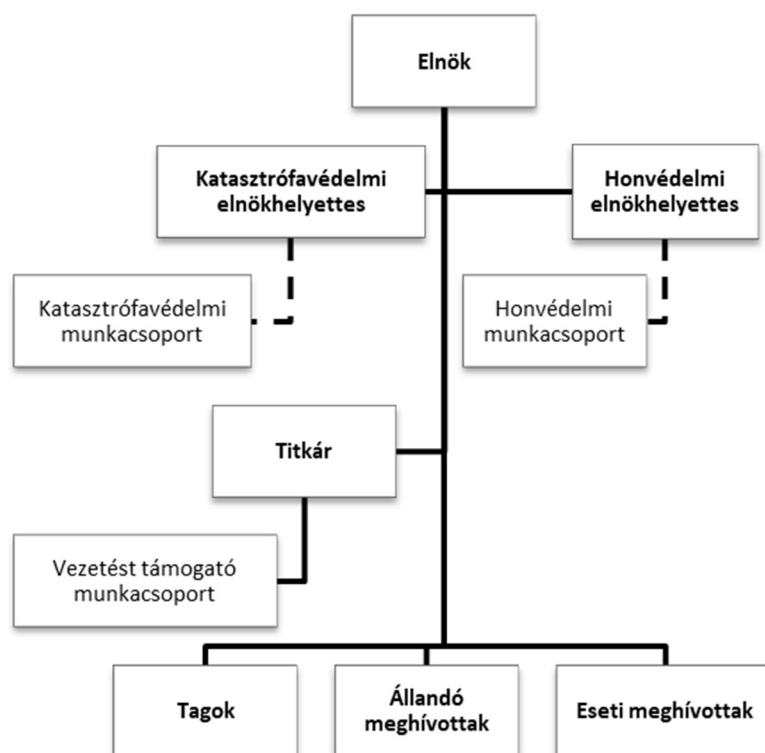 Elnök
Katasztrófavédelmi
elnökhelyettes
Honvédelmi
elnökhelyettes
Katasztrófavédelmi
munkacsoport
Honvédelmi
munkacsoport
Titkár
Vezetést támogató
munkacsoport
Tagok
Állandó
meghívottak
Eseti meghívottak